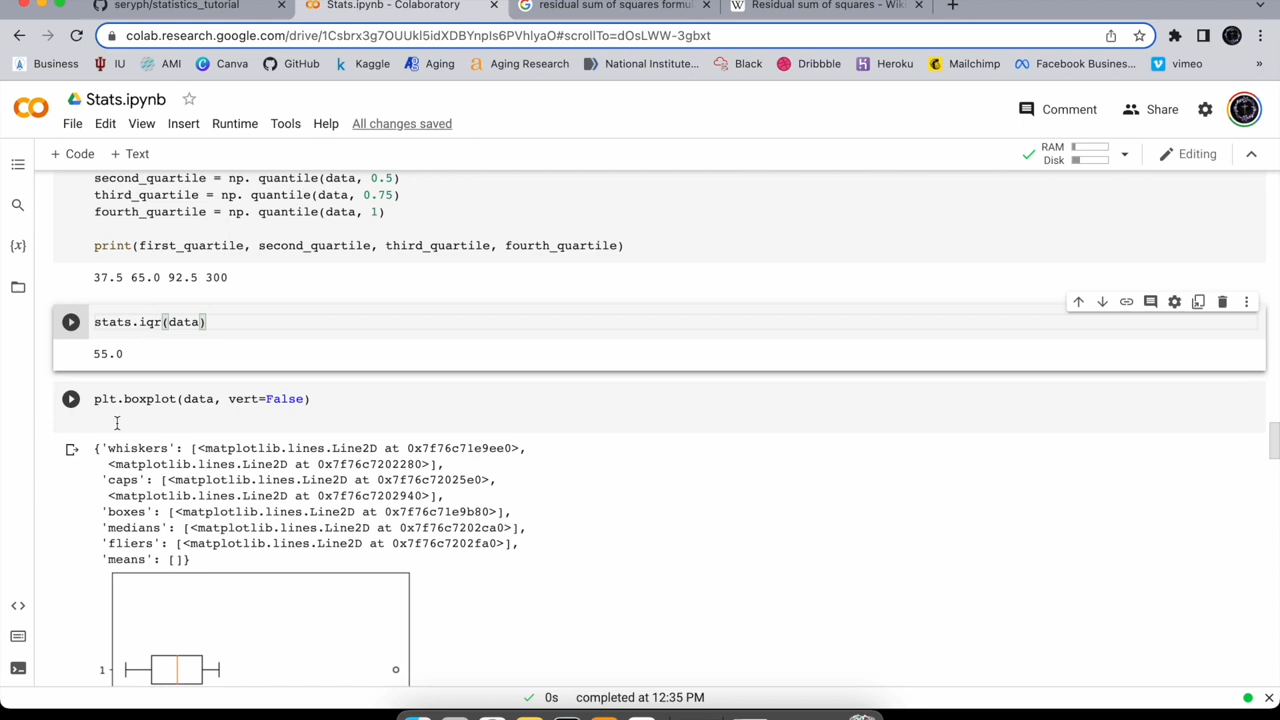 seryph/statistics_tutorial
Stats.ipynb - Colaboratory
residual sum of squares formul
Residual sum of squares - Wiki
colab.research.google.com/drive/1Csbrx3g7OUUkl5idXDBYnpIs6PVhlyaO#scrollTo=dOsLWW-3gbxt
Business IU AMI Canva GitHub Kaggle Aging Aging Research National Institute... Black Dribbble Heroku Mailchimp Facebook Busines... vimeo »
Stats.ipynb
File Edit View Insert Runtime Tools Help All changes saved
Comment Share
+ Code + Text
RAM
Disk
Editing
second_quartile = np. quantile(data, 0.5)
third_quartile = np. quantile(data, 0.75)
fourth_quartile = np. quantile(data, 1)
print(first_quartile, second_quartile, third_quartile, fourth_quartile)
37.5 65.0 92.5 300
stats.iqr(data)
55.0
plt.boxplot(data, vert=False)
{'whiskers': [<matplotlib.lines.Line2D at 0x7f76c71e9ee0>,
<matplotlib.lines.Line2D at 0x7f76c7202280>],
'caps': [<matplotlib.lines.Line2D at 0x7f76c72025e0>,
<matplotlib.lines.Line2D at 0x7f76c7202940>],
'boxes': [<matplotlib.lines.Line2D at 0x7f76c71e9b80>],
'medians': [<matplotlib.lines.Line2D at 0x7f76c7202ca0>],
'fliers': [<matplotlib.lines.Line2D at 0x7f76c7202fa0>],
'means': []}
1
0s completed at 12:35 PM